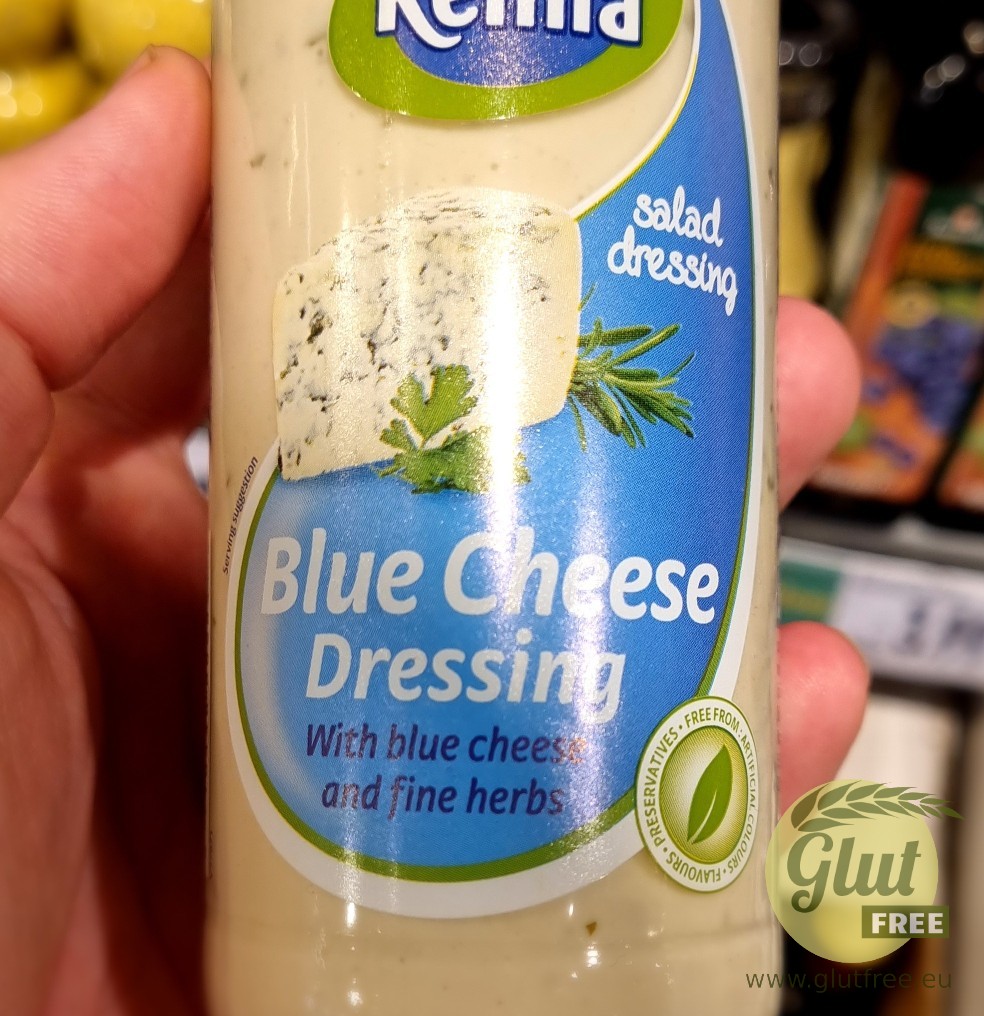 salad
dressing
serving suggestion
Blue Cheese
Dressing
With blue cheese
and fine herbs
FREE FROM: ARTIFICIAL COLOURS • FLAVOURS • PRESERVATIVES •
Glut
FREE
www.glutfree.eu